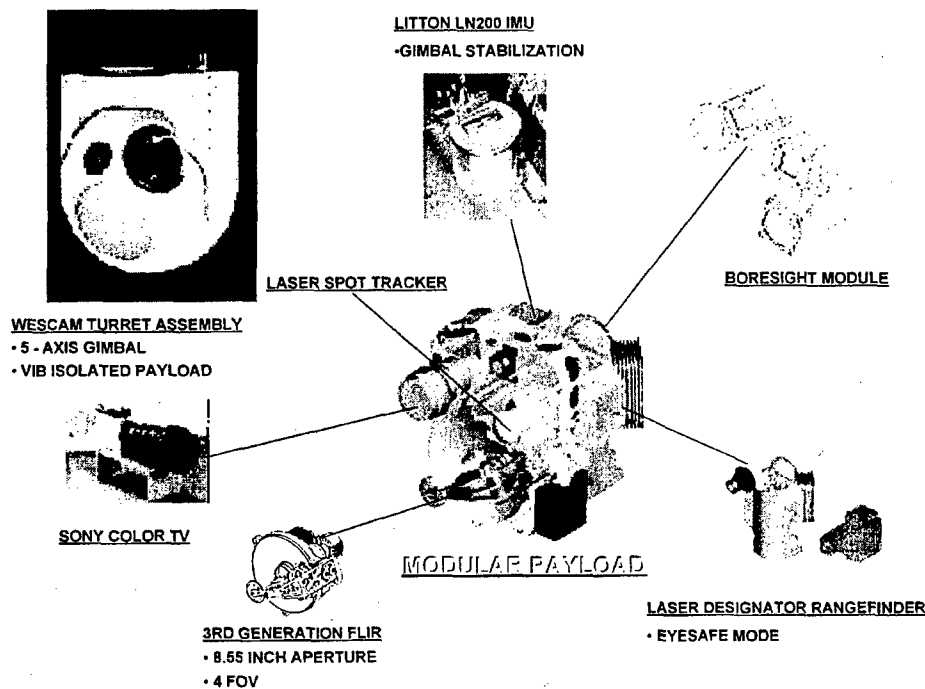 LITTON LN200 IMU
•GIMBAL STABILIZATION
BORESIGHT MODULE
LASER SPOT TRACKER
WESCAM TURRET ASSEMBLY
• 5 - AXIS GIMBAL
• VIB ISOLATED PAYLOAD
SONY COLOR TV
MODULAR PAYLOAD
3RD GENERATION FLIR
• 8.55 INCH APERTURE
• 4 FOV
LASER DESIGNATOR RANGEFINDER
• EYESAFE MODE